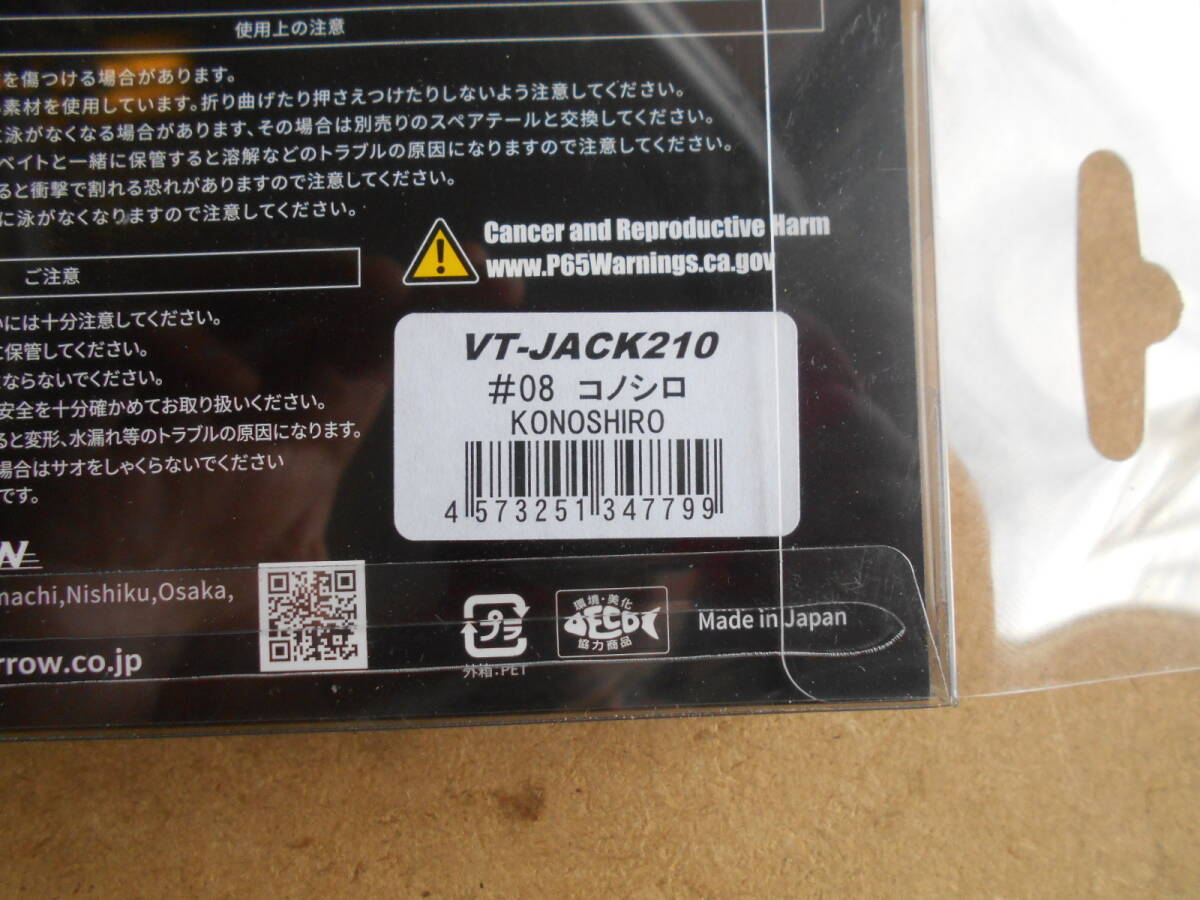 使用上の注意
を傷つける場合があります。
素材を使用しています。折り曲げたり押さえつけたりしないよう注意してください。
泳がなくなる場合があります、その場合は別売りのスペアテールと交換してください。
ベイトと一緒に保管すると溶解などのトラブルの原因になりますので注意してください。
ると衝撃で割れる恐れがありますので注意してください。
に泳がなくなりますので注意してください。
Cancer and Reproductive Harm
www.P65Warnings.ca.gov
ご注意
には十分注意してください。
に保管してください。
ならないでください。
安全を十分確かめてお取り扱いください。
ると変形、水漏れ等のトラブルの原因になります。
場合はサオをしゃくらないでください
です。
VT-JACK210
#08 コノシロ
KONOSHIRO
4 573251 347799
machi,Nishiku,Osaka,
rrow.co.jp
プラ
外箱:PET
環境・美化
ECO
協力商品
Made in Japan